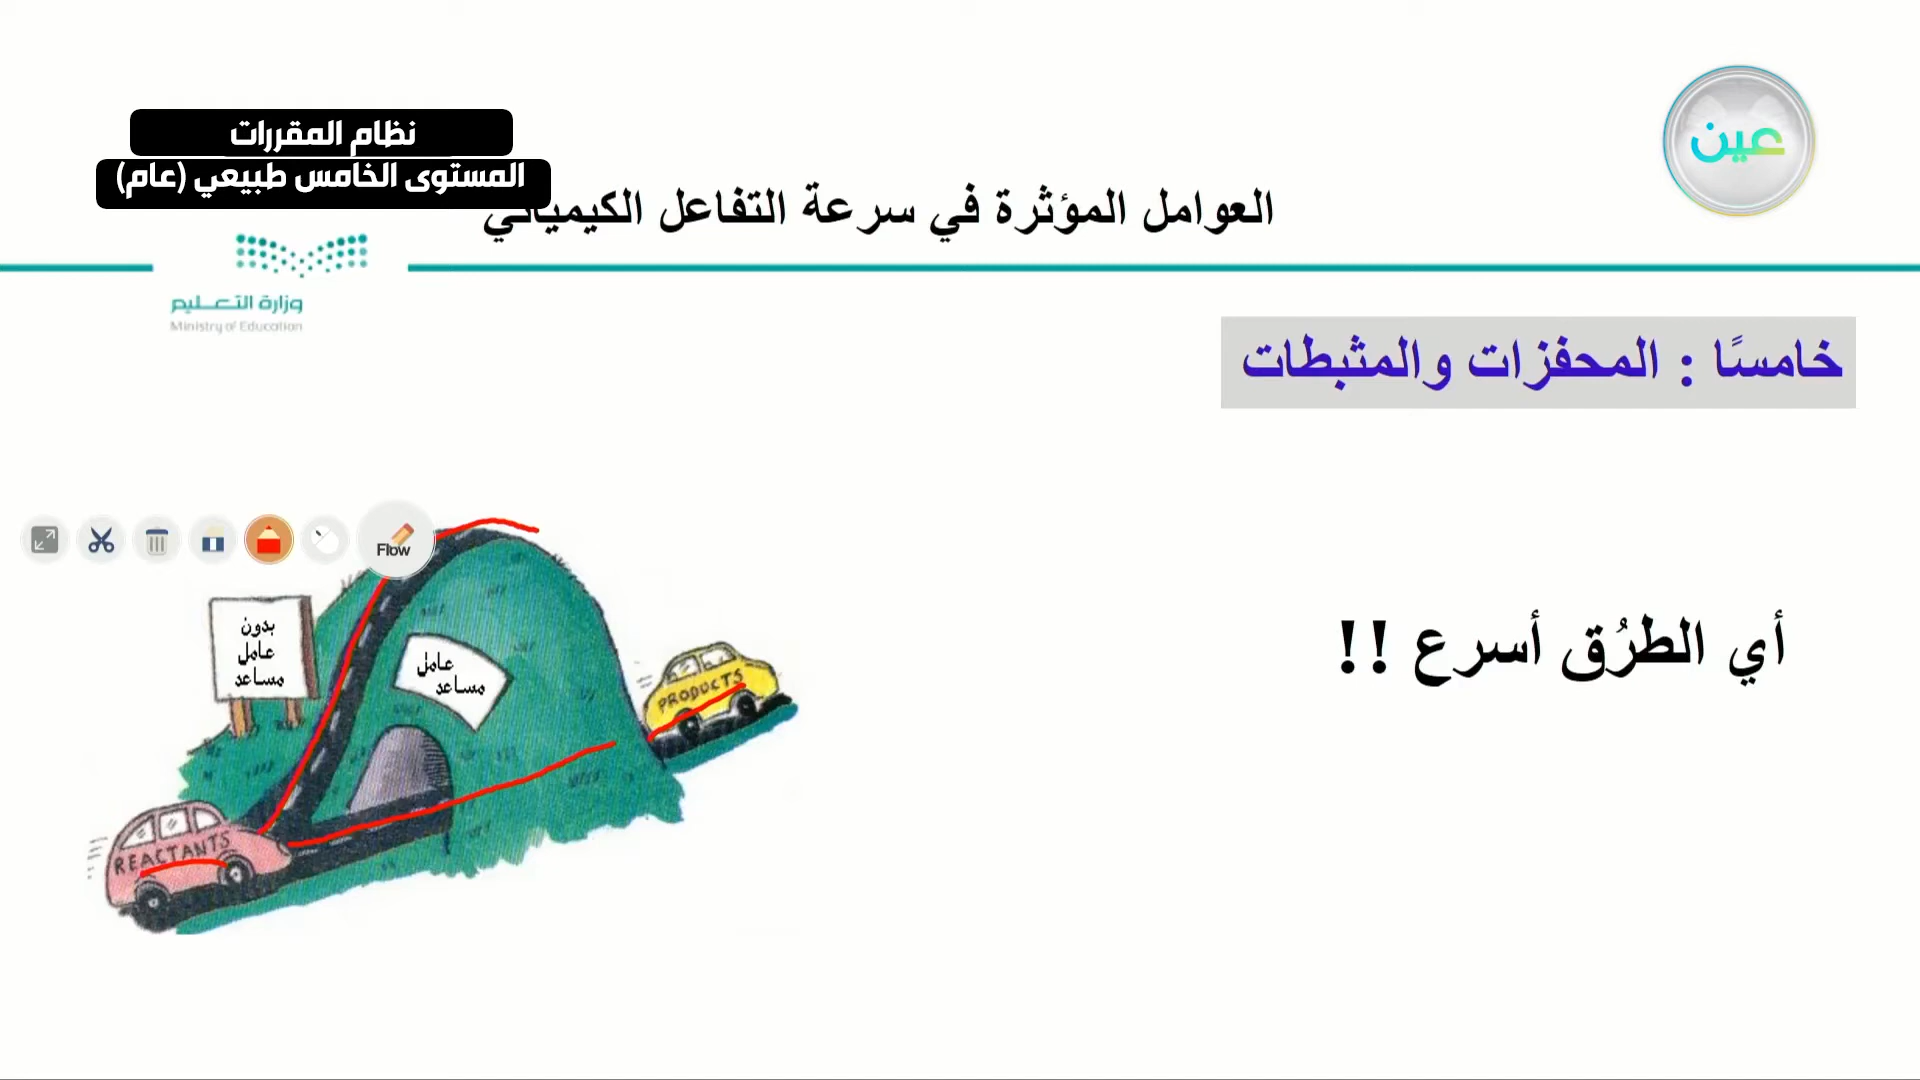 عين
نظام المقررات
المستوى الخامس طبيعي (عام)
العوامل المؤثرة في سرعة التفاعل الكيميائي
وزارة التعليم
Ministry of Education
خامسًا : المحفزات والمثبطات
Flow
بدون
عامل
مساعد
عامل
مساعد
PRODUCTS
REACTANTS
أي الطرُق أسرع !!